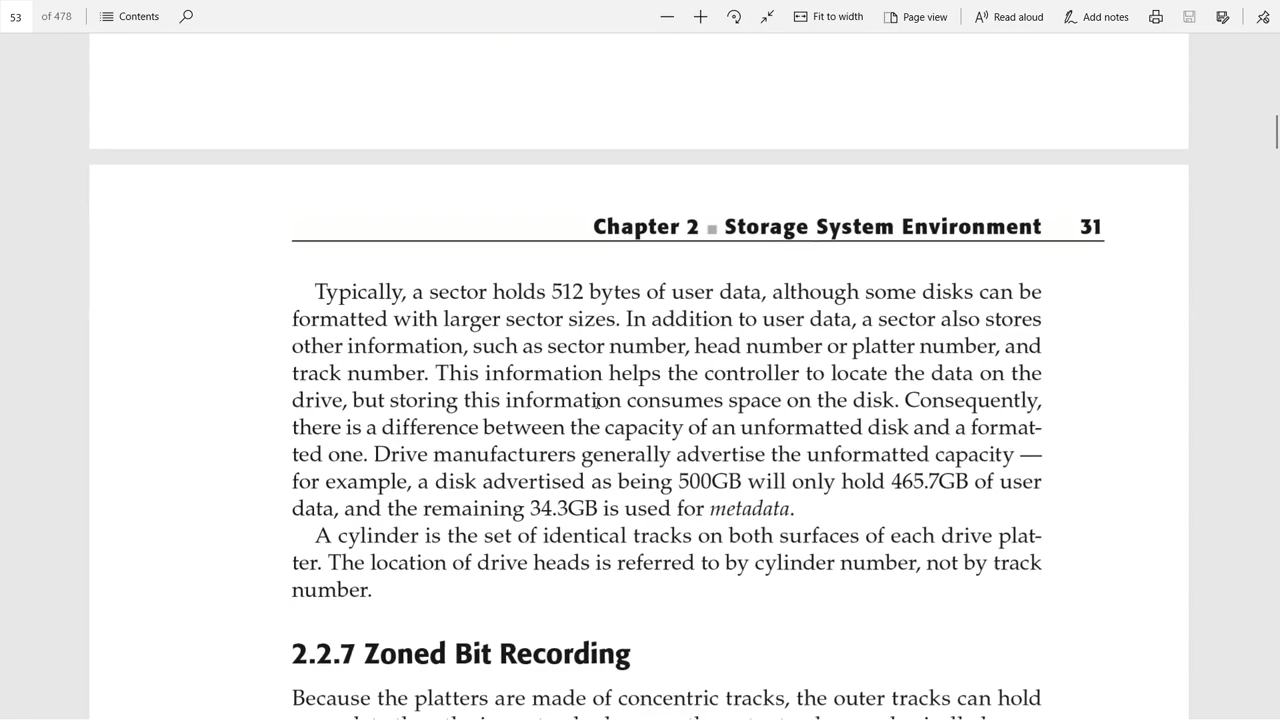 53 of 478 Contents Fit to width Page view Read aloud Add notes
Chapter 2 ■ Storage System Environment 31
Typically, a sector holds 512 bytes of user data, although some disks can be
formatted with larger sector sizes. In addition to user data, a sector also stores
other information, such as sector number, head number or platter number, and
track number. This information helps the controller to locate the data on the
drive, but storing this information consumes space on the disk. Consequently,
there is a difference between the capacity of an unformatted disk and a format-
ted one. Drive manufacturers generally advertise the unformatted capacity —
for example, a disk advertised as being 500GB will only hold 465.7GB of user
data, and the remaining 34.3GB is used for metadata.
A cylinder is the set of identical tracks on both surfaces of each drive plat-
ter. The location of drive heads is referred to by cylinder number, not by track
number.
2.2.7 Zoned Bit Recording
Because the platters are made of concentric tracks, the outer tracks can hold